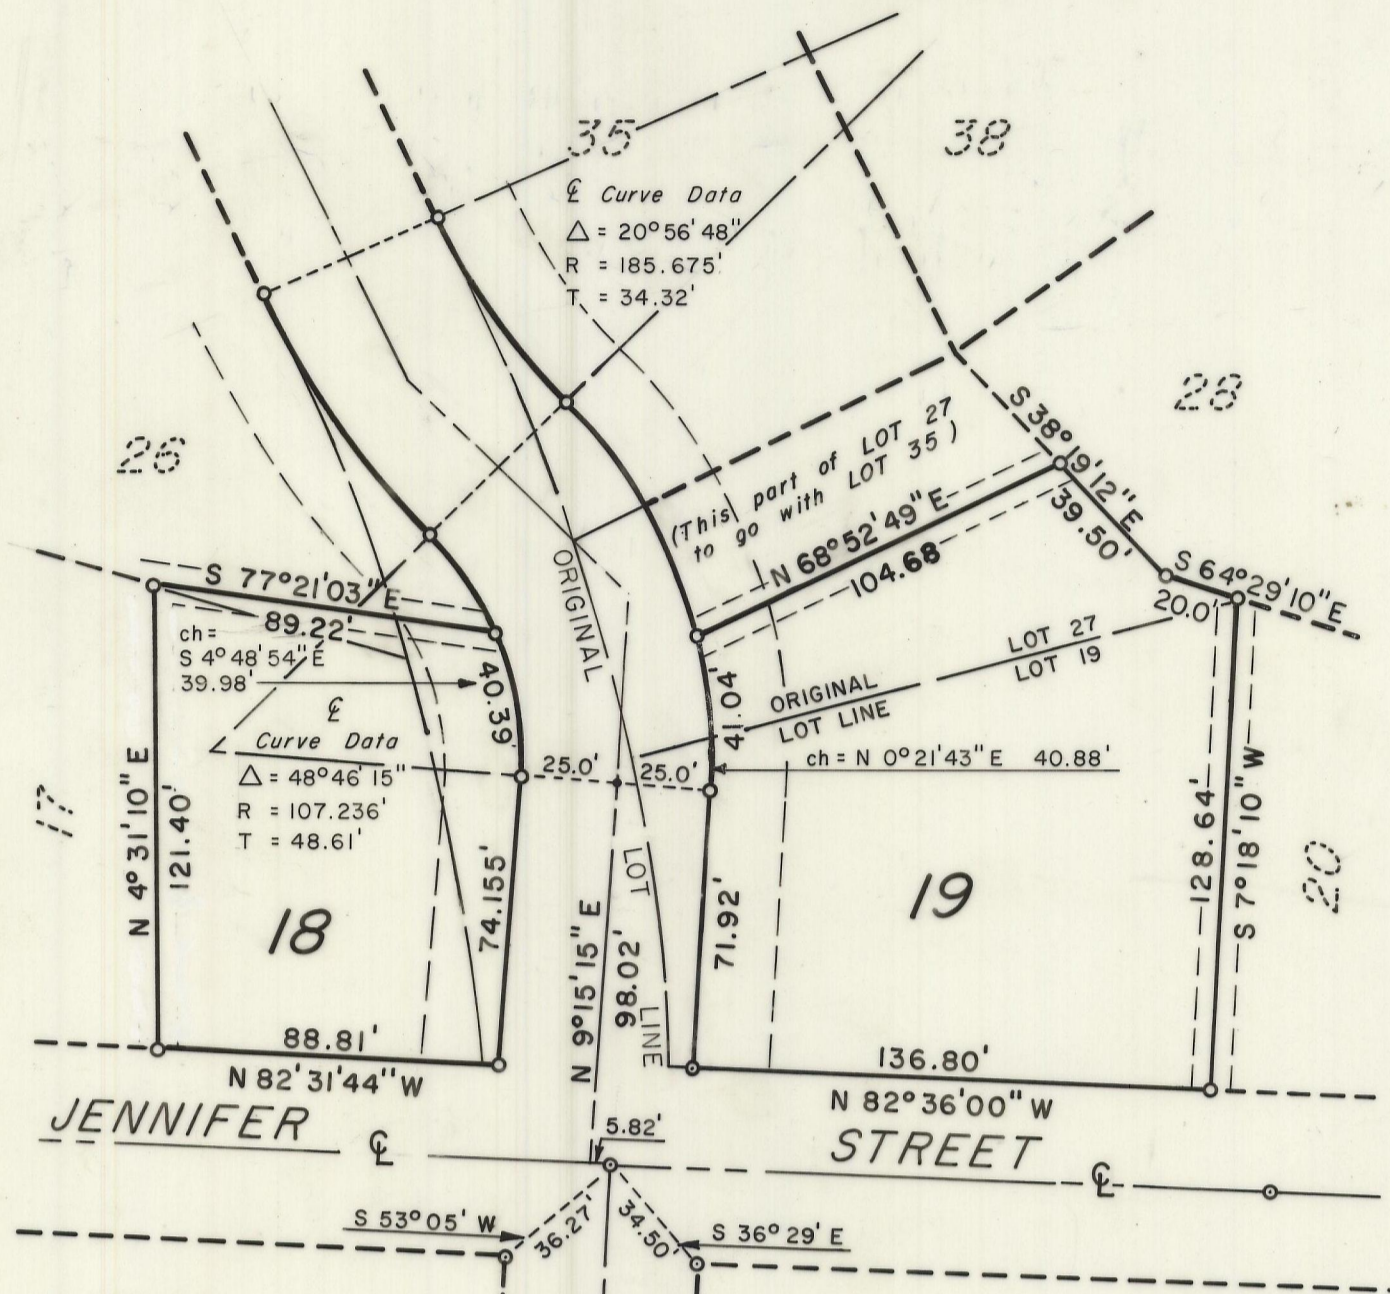 35
38
℄ Curve Data
△ = 20°56'48"
R = 185.675'
T = 34.32'
28
26
S 38°19'12" E
39.50'
(This part of LOT 27
to go with LOT 35)
N 68°52'49" E
104.68
S 64°29'10" E
20.0'
S 77°21'03" E
89.22'
ch=
S 4°48'54" E
39.98'
40.39'
ORIGINAL
LOT
LINE
41.04'
LOT 27
LOT 19
ORIGINAL
LOT LINE
℄
Curve Data
△ = 48°46'15"
R = 107.236'
T = 48.61'
25.0'
25.0'
ch = N 0°21'43" E 40.88'
17
N 4°31'10" E
121.40'
18
74.155'
N 9°15'15" E
98.02'
71.92'
19
128.64'
S 7°18'10" W
20
88.81'
N 82°31'44" W
136.80'
N 82°36'00" W
JENNIFER ℄ STREET ℄
5.82'
S 53°05' W
36.27'
34.50'
S 36°29' E